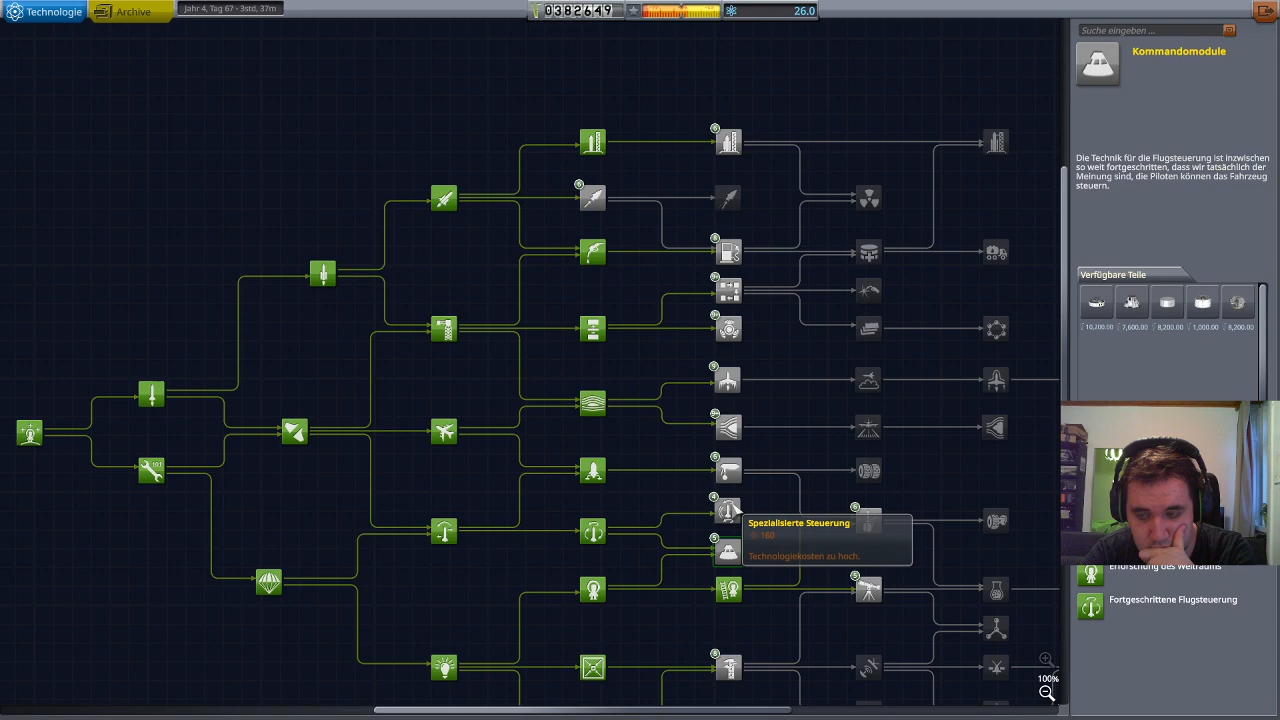 Technologie
Archive
Jahr 4, Tag 67 - 3std, 37m
0382649
26.0
Suche eingeben ...
Kommandomodule
Die Technik für die Flugsteuerung ist inzwischen
so weit fortgeschritten, dass wir tatsächlich der
Meinung sind, die Piloten können das Fahrzeug
steuern.
Verfügbare Teile
10,200.00
7,600.00
8,200.00
1,000.00
8,200.00
101
Spezialisierte Steuerung
160
Technologiekosten zu hoch.
Erforschung des Weltraums
Fortgeschrittene Flugsteuerung
100%